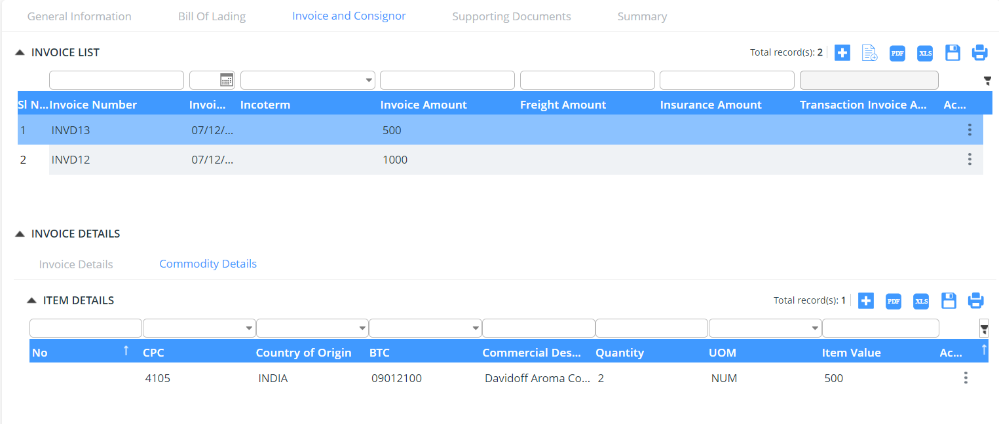 General Information Bill Of Lading Invoice and Consignor Supporting Documents Summary
INVOICE LIST Total record(s): 2 PDF XLS
Sl N... Invoice Number Invoi... Incoterm Invoice Amount Freight Amount Insurance Amount Transaction Invoice A... Ac...
1 INVD13 07/12/... 500
2 INVD12 07/12/... 1000
INVOICE DETAILS
Invoice Details Commodity Details
ITEM DETAILS Total record(s): 1 PDF XLS
No CPC Country of Origin BTC Commercial Des... Quantity UOM Item Value Ac...
4105 INDIA 09012100 Davidoff Aroma Co... 2 NUM 500